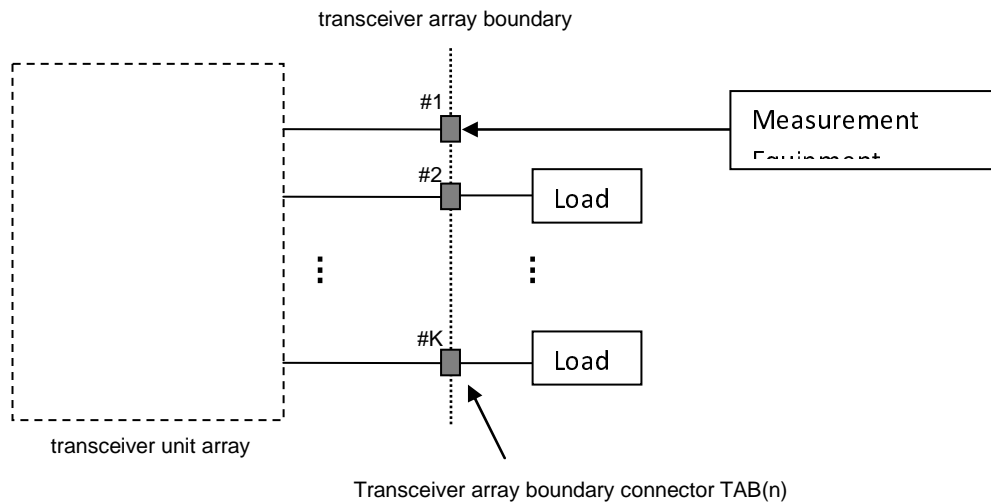 transceiver array boundary
#1
Measurement
#2
Load
⋮
⋮
#K
Load
transceiver unit array
Transceiver array boundary connector TAB(n)